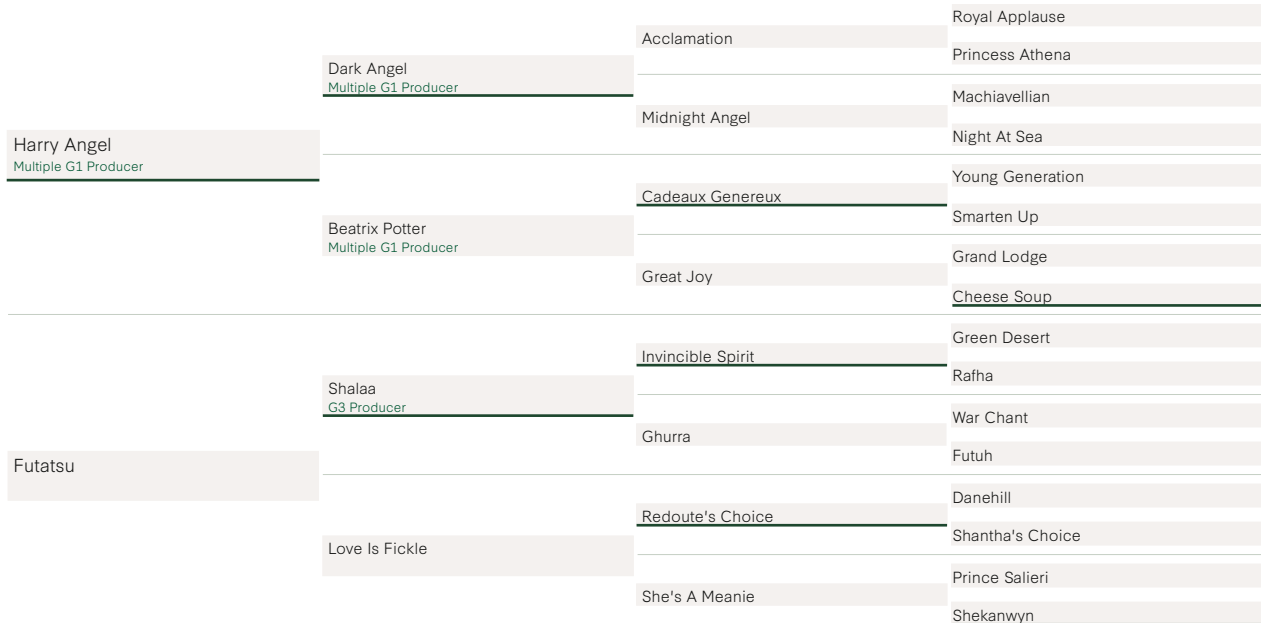 Harry Angel
Multiple G1 Producer
Futatsu
Dark Angel
Multiple G1 Producer
Beatrix Potter
Multiple G1 Producer
Shalaa
G3 Producer
Love Is Fickle
Acclamation
Midnight Angel
Cadeaux Genereux
Great Joy
Invincible Spirit
Ghurra
Redoute's Choice
She's A Meanie
Royal Applause
Princess Athena
Machiavellian
Night At Sea
Young Generation
Smarten Up
Grand Lodge
Cheese Soup
Green Desert
Rafha
War Chant
Futuh
Danehill
Shantha's Choice
Prince Salieri
Shekanwyn